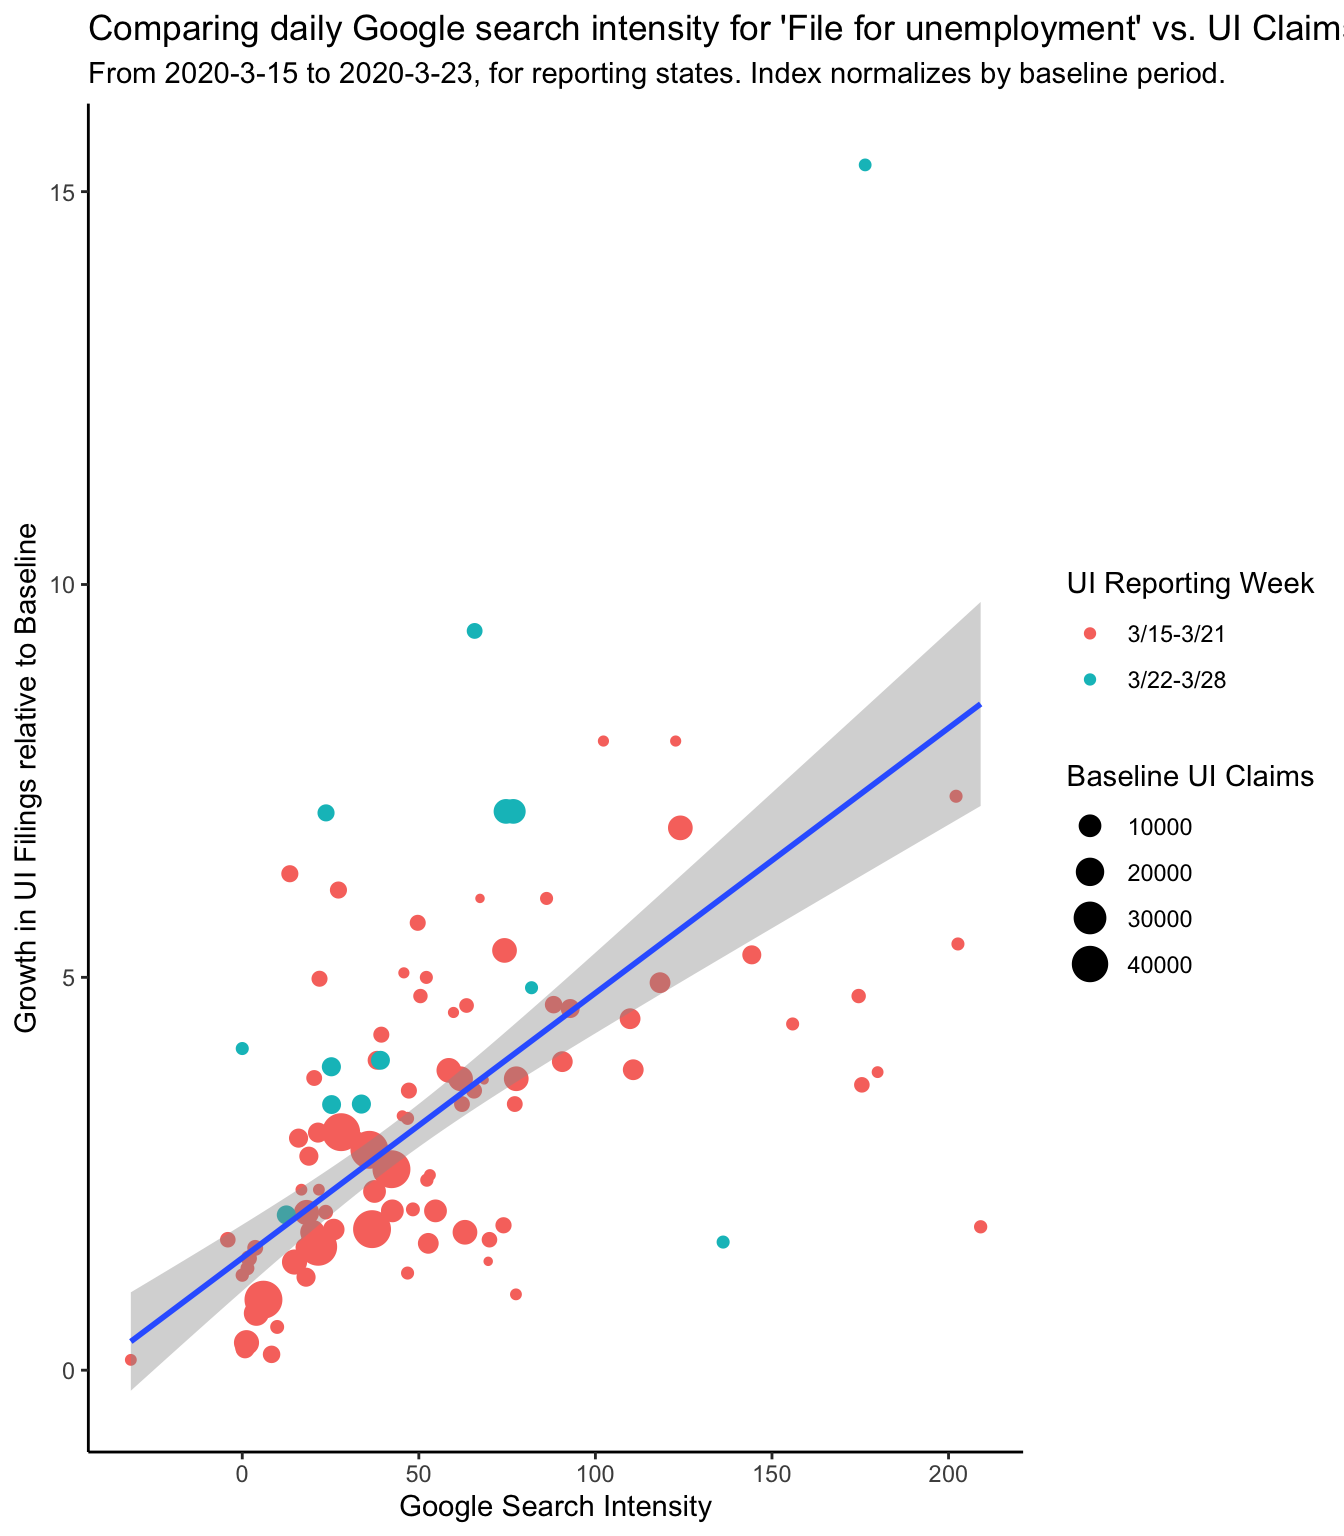 Comparing daily Google search intensity for 'File for unemployment' vs. UI Claims
From 2020-3-15 to 2020-3-23, for reporting states. Index normalizes by baseline period.
15
10
5
0
Growth in UI Filings relative to Baseline
0 50 100 150 200
Google Search Intensity
UI Reporting Week
3/15-3/21
3/22-3/28
Baseline UI Claims
10000
20000
30000
40000